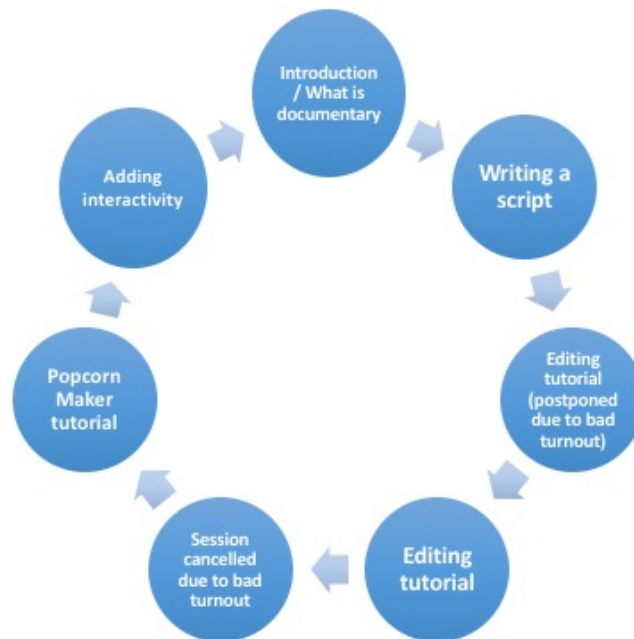 Introduction
/ What is
documentary
Writing a
script
Editing
tutorial
(postponed
due to bad
turnout)
Editing
tutorial
Session
cancelled
due to bad
turnout
Popcorn
Maker
tutorial
Adding
interactivity